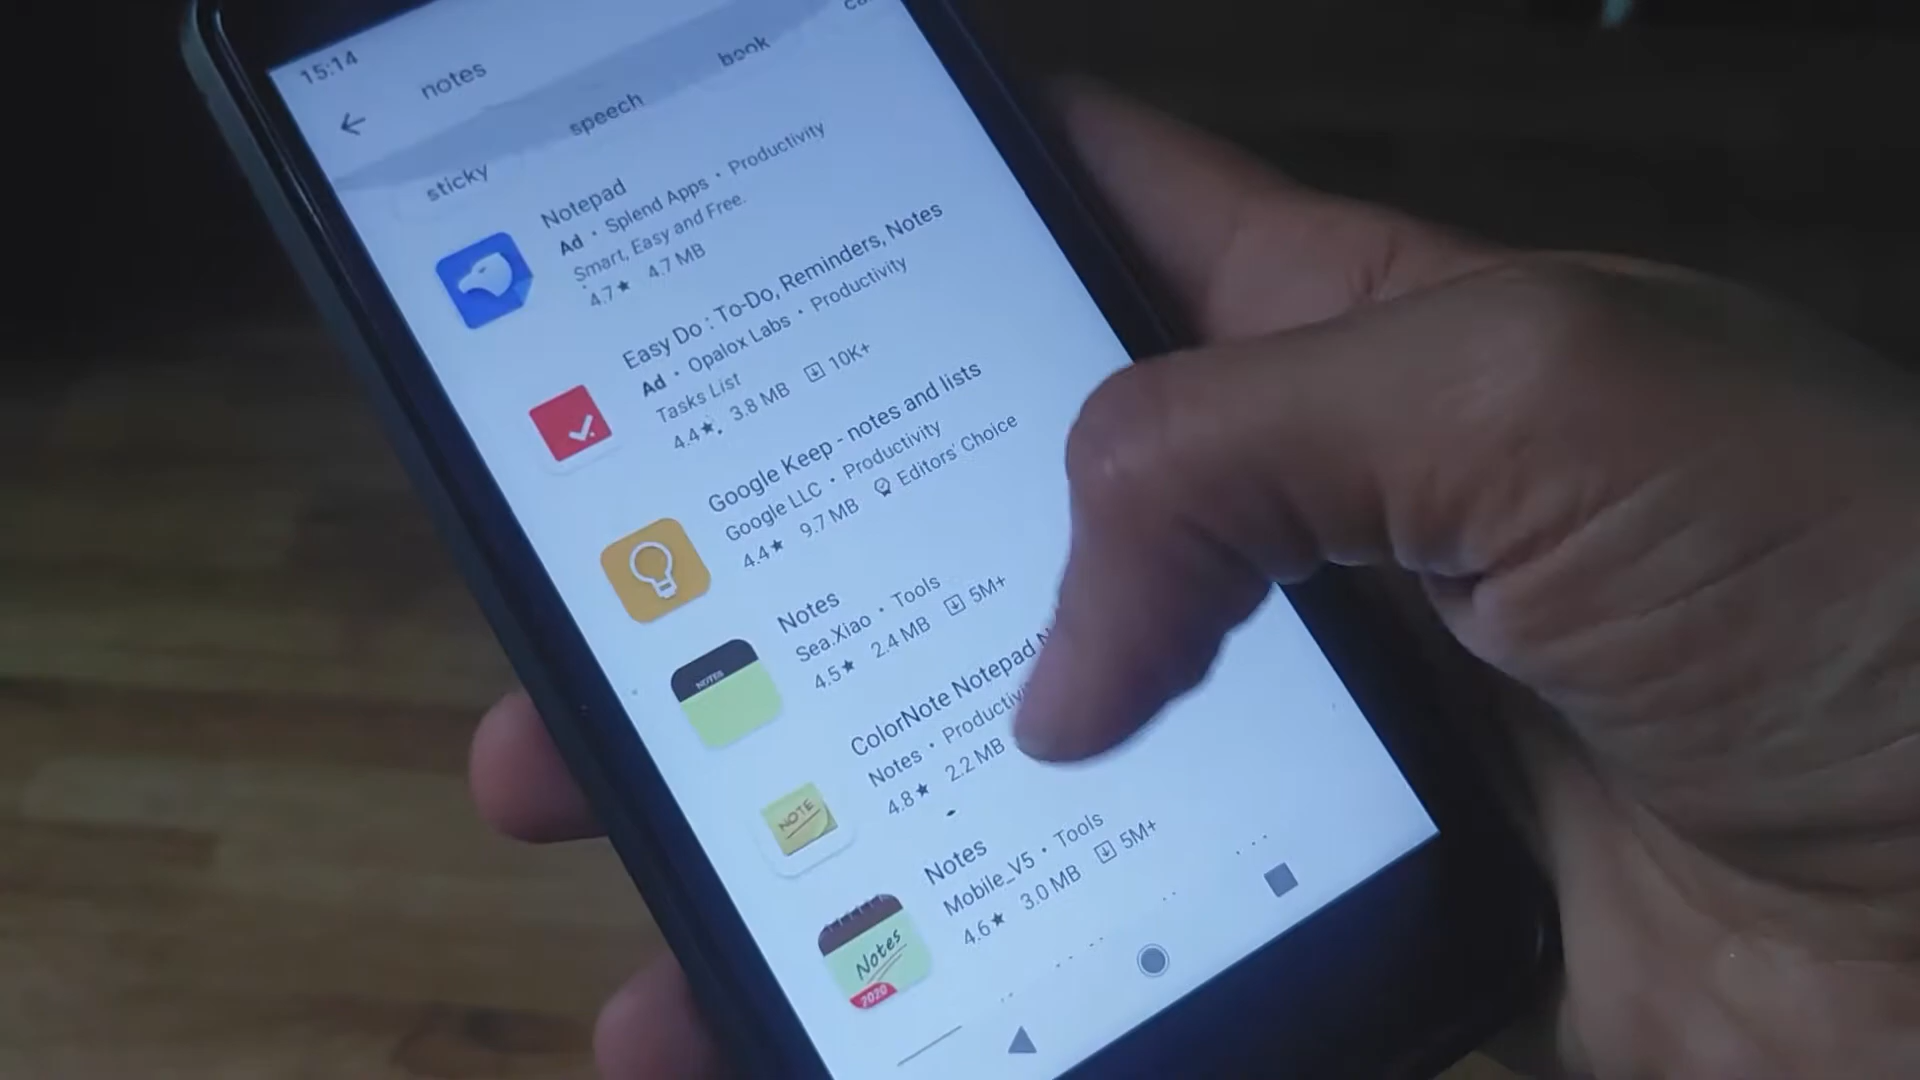 15:14
notes
sticky
speech
book
Notepad
Ad • Splend Apps • Productivity
Smart, Easy and Free.
4.7★ 4.7 MB
Easy Do : To-Do, Reminders, Notes
Ad • Opalox Labs • Productivity
Tasks List
4.4★ 3.8 MB 10K+
Google Keep - notes and lists
Google LLC • Productivity
4.4★ 9.7 MB Editors' Choice
NOTES
Notes
Sea.Xiao • Tools
4.5★ 2.4 MB 5M+
NOTE
ColorNote Notepad
Notes •
4.8★ 2.2 MB
Notes
2020
Notes
Mobile_V5 • Tools
4.6★ 3.0 MB 5M+